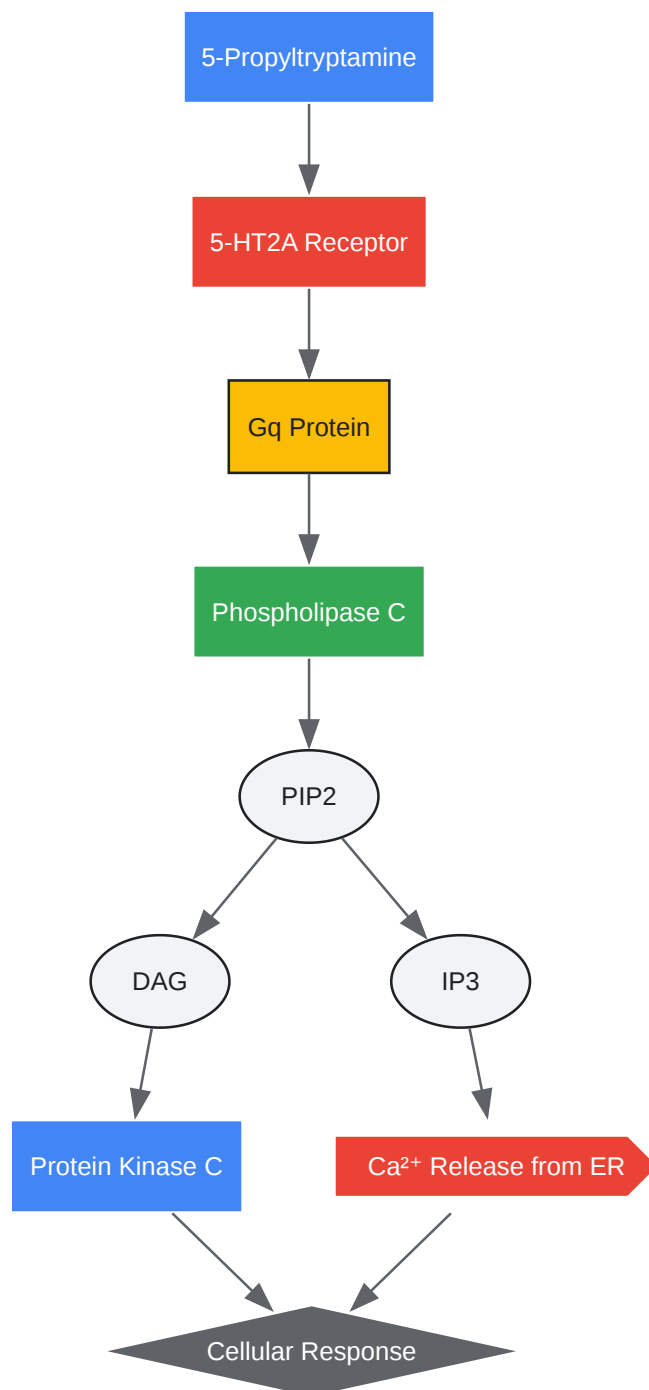 5-Propyltryptamine
5-HT2A Receptor
Gq Protein
Phospholipase C
PIP2
DAG
IP3
Protein Kinase C
Ca²⁺ Release from ER
Cellular Response